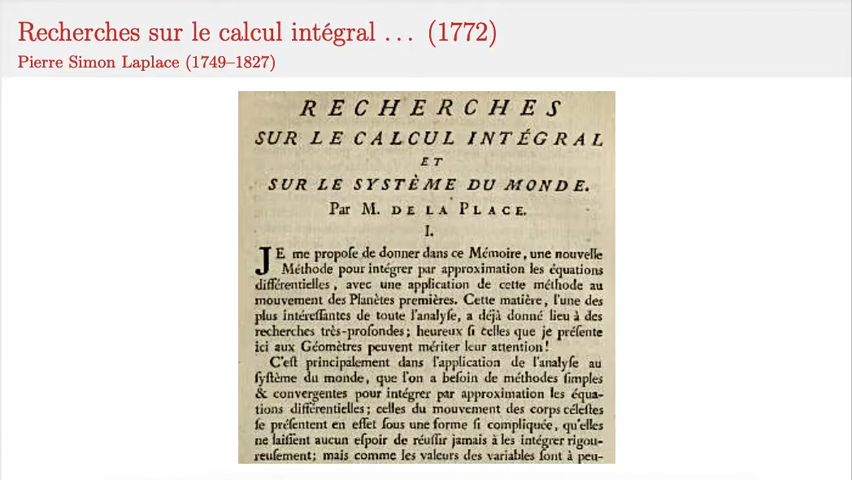 Recherches sur le calcul intégral ... (1772)
Pierre Simon Laplace (1749–1827)
RECHERCHES
SUR LE CALCUL INTÉGRAL
ET
SUR LE SYSTÈME DU MONDE.
Par M. DE LA PLACE.
I.
JE me propoſe de donner dans ce Mémoire, une nouvelle
Méthode pour intégrer par approximation les équations
différentielles, avec une application de cette méthode au
mouvement des Planètes premières. Cette matière, l'une des
plus intéreſſantes de toute l'analyſe, a déjà donné lieu à des
recherches très-profondes; heureux ſi celles que je préſente
ici aux Géomètres peuvent mériter leur attention!
C'eſt principalement dans l'application de l'analyſe au
ſyſtème du monde, que l'on a beſoin de méthodes ſimples
& convergentes pour intégrer par approximation les équa-
tions différentielles; celles du mouvement des corps céleſtes
ſe préſentent en effet ſous une forme ſi compliquée, qu'elles
ne laiſſent aucun eſpoir de réuſſir jamais à les intégrer rigou-
reuſement; mais comme les valeurs des variables ſont à peu-